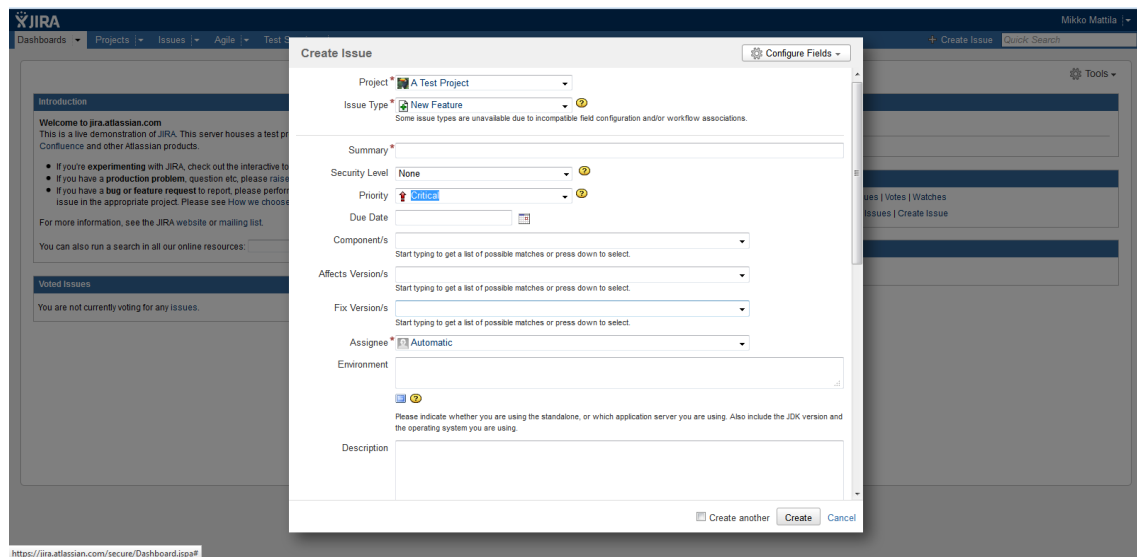 XJIRA
Mikko Mattila
Dashboards Projects Issues Agile Test S
+ Create Issue Quick Search
Tools
Introduction
Welcome to jira.atlassian.com
This is a live demonstration of JIRA. This server houses a test pr
Confluence and other Atlassian products.
If you're experimenting with JIRA, check out the interactive to
If you have a production problem, question etc, please raise
If you have a bug or feature request to report, please perfor
issue in the appropriate project. Please see How we choose
For more information, see the JIRA website or mailing list.
You can also run a search in all our online resources:
Voted Issues
You are not currently voting for any issues.
Create Issue
Configure Fields
Project * A Test Project
Issue Type * New Feature
Some issue types are unavailable due to incompatible field configuration and/or workflow associations.
Summary *
Security Level None
Priority Critical
Due Date
Component/s
Start typing to get a list of possible matches or press down to select.
Affects Version/s
Start typing to get a list of possible matches or press down to select.
Fix Version/s
Start typing to get a list of possible matches or press down to select.
Assignee * Automatic
Environment
Please indicate whether you are using the standalone, or which application server you are using. Also include the JDK version and
the operating system you are using.
Description
Create another Create Cancel
ues | Votes | Watches
Issues | Create Issue
https://jira.atlassian.com/secure/Dashboard.jspa#